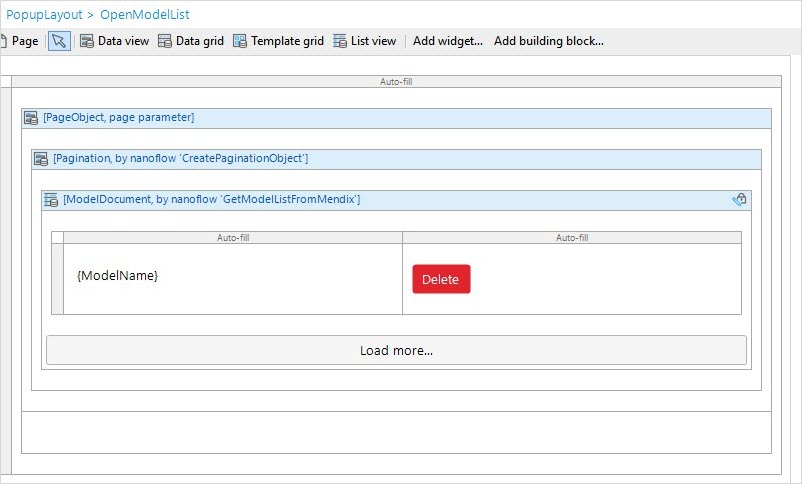 PopupLayout > OpenModelList
Page Data view Data grid Template grid List view Add widget... Add building block...
Auto-fill
[PageObject, page parameter]
[Pagination, by nanoflow 'CreatePaginationObject']
[ModelDocument, by nanoflow 'GetModelListFromMendix']
Auto-fill Auto-fill
{ModelName} Delete
Load more...